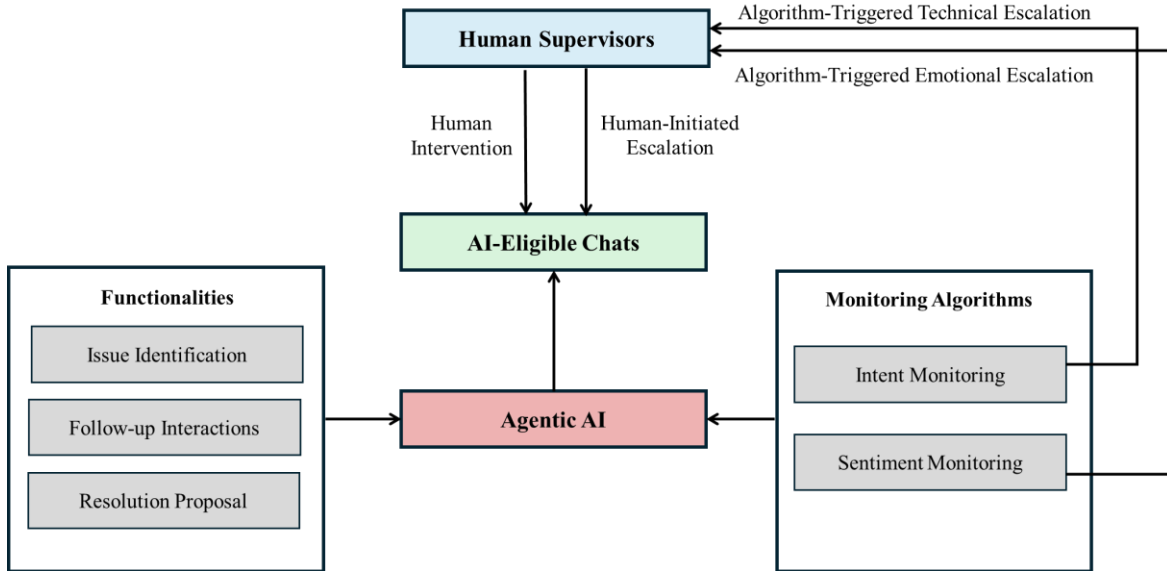 Algorithm-Triggered Technical Escalation
Human Supervisors
Algorithm-Triggered Emotional Escalation
Human
Intervention
Human-Initiated
Escalation
AI-Eligible Chats
Functionalities
Issue Identification
Follow-up Interactions
Resolution Proposal
Agentic AI
Monitoring Algorithms
Intent Monitoring
Sentiment Monitoring